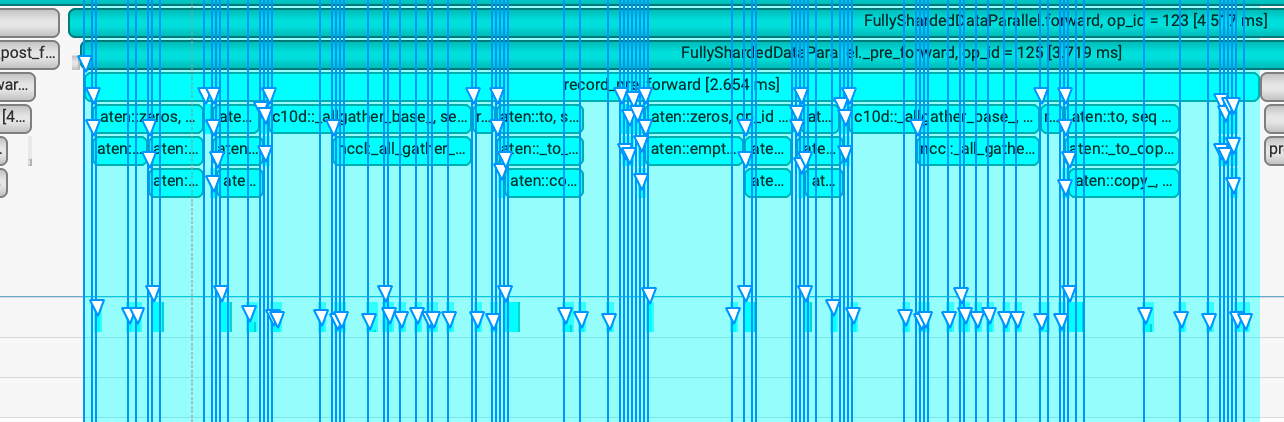 FullyShardedDataParallel.forward, op_id = 123 [4.517 ms]
post_f... FullyShardedDataParallel._pre_forward, op_id = 125 [3.719 ms]
war... record_pre_forward [2.654 ms]
[4... aten::zeros, ... ate... c10d::_allgather_base_, se... r... aten::to, s... aten::zeros, op_id ... at... c10d::_allgather_base_, ... r... aten::to, seq ...
aten:... aten:... aten... nccl:_all_gather_... aten::_to_... aten::empt... ate... ate... nccl:_all_gathe... aten::_to_cop... pr
aten:... ate... aten::co... ate... at... aten::copy_, ...